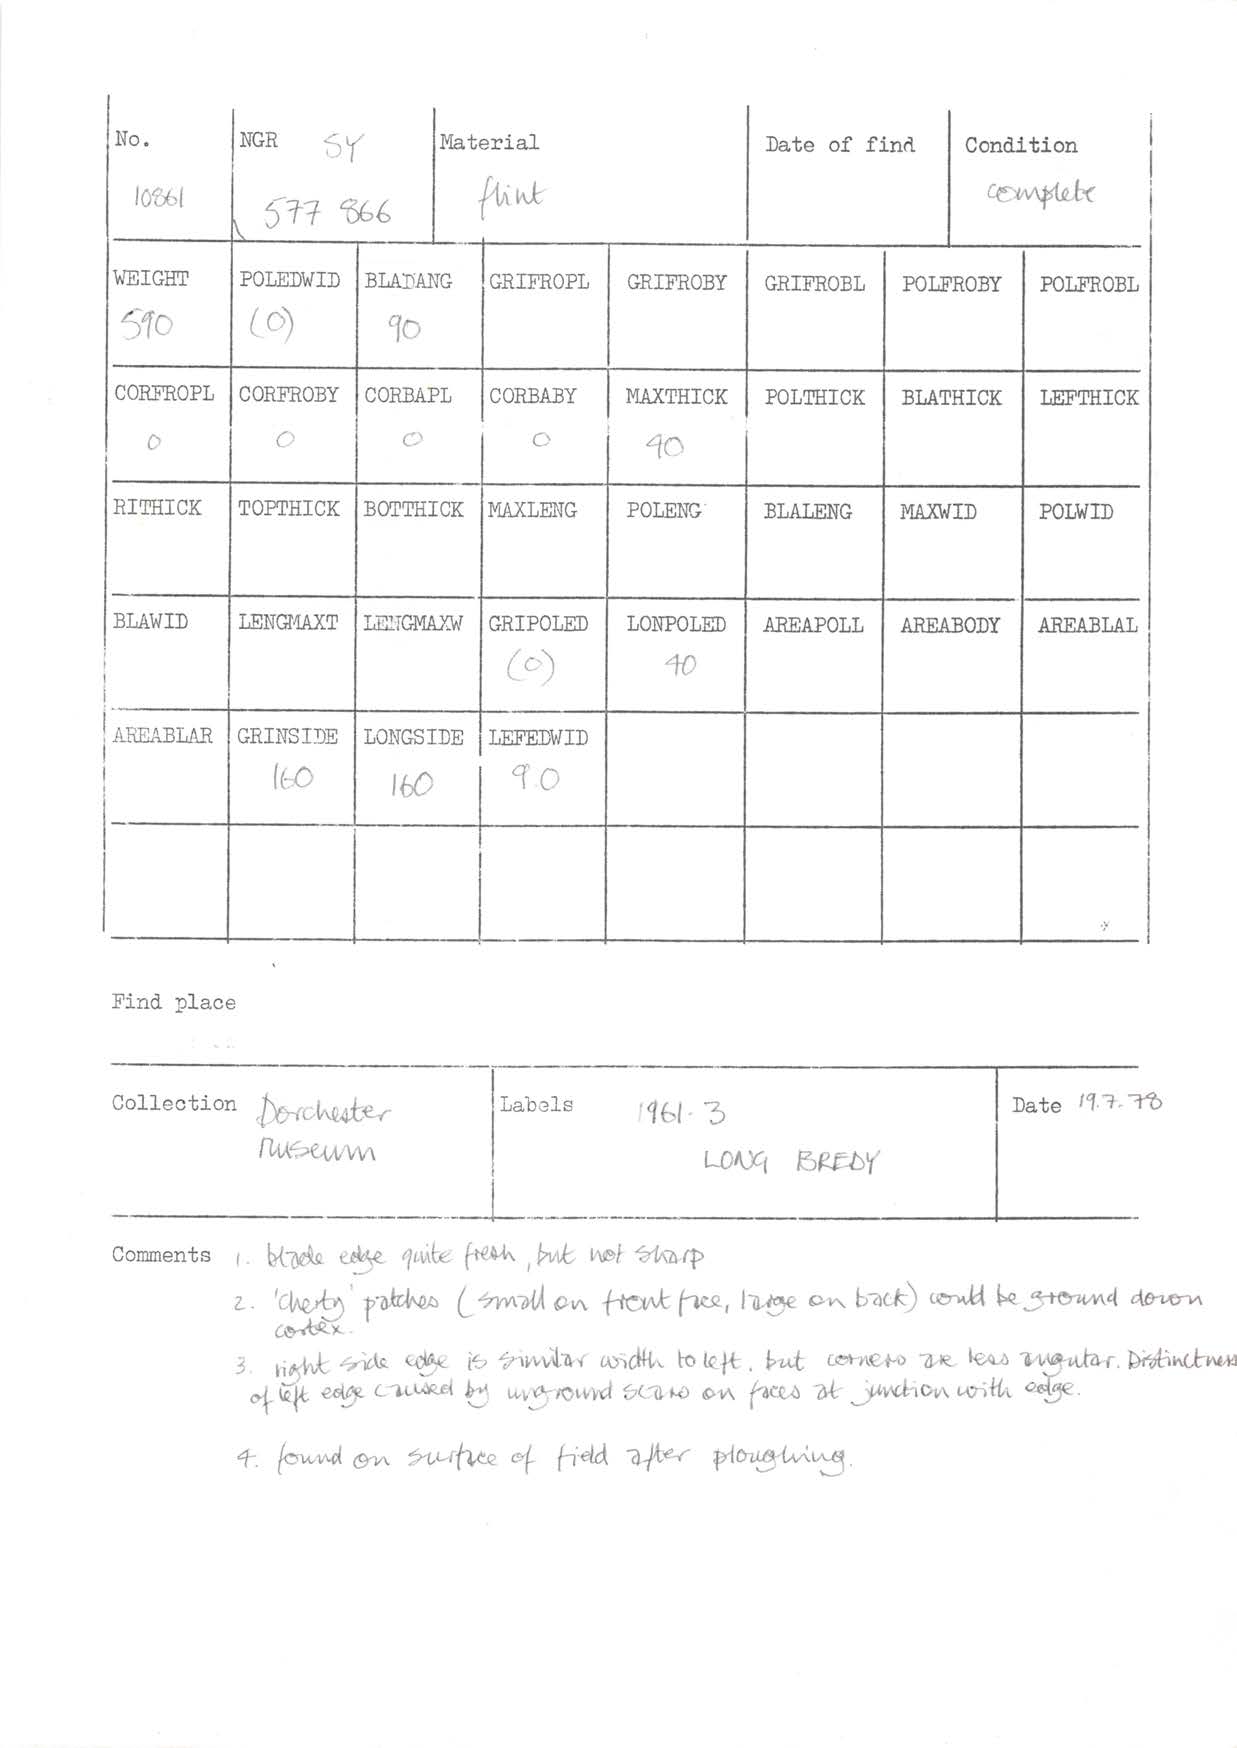 No. NGR SY Material Date of find Condition
10861 577 866 flint complete
WEIGHT POLEDWID BLADANG GRIFROPL GRIFROBY GRIFROBL POLFROBY POLFROBL
590 (0) 90
CORFROPL CORFROBY CORBAPL CORBABY MAXTHICK POLTHICK BLATHICK LEFTHICK
0 0 0 0 40
RITHICK TOPTHICK BOTTHICK MAXLENG POLENG BLALENG MAXWID POLWID
BLAWID LENGMAXT LENGMAXW GRIPOLED LONPOLED AREAPOLL AREABODY AREABLAL
(0) 40
AREABLAR GRINSIDE LONGSIDE LEFEDWID
160 160 9.0
Find place
Collection Dorchester Labels 1961-3 Date 19.7.78
Museum LONG BREDY
Comments 1. blade edge quite fresh, but not sharp
2. 'cherty' patches (small on front face, large on back) could be ground down
cortex.
3. right side edge is similar width to left, but corners are less angular. Distinctness
of left edge caused by unground scars on faces at junction with edge.
4. found on surface of field after ploughing.